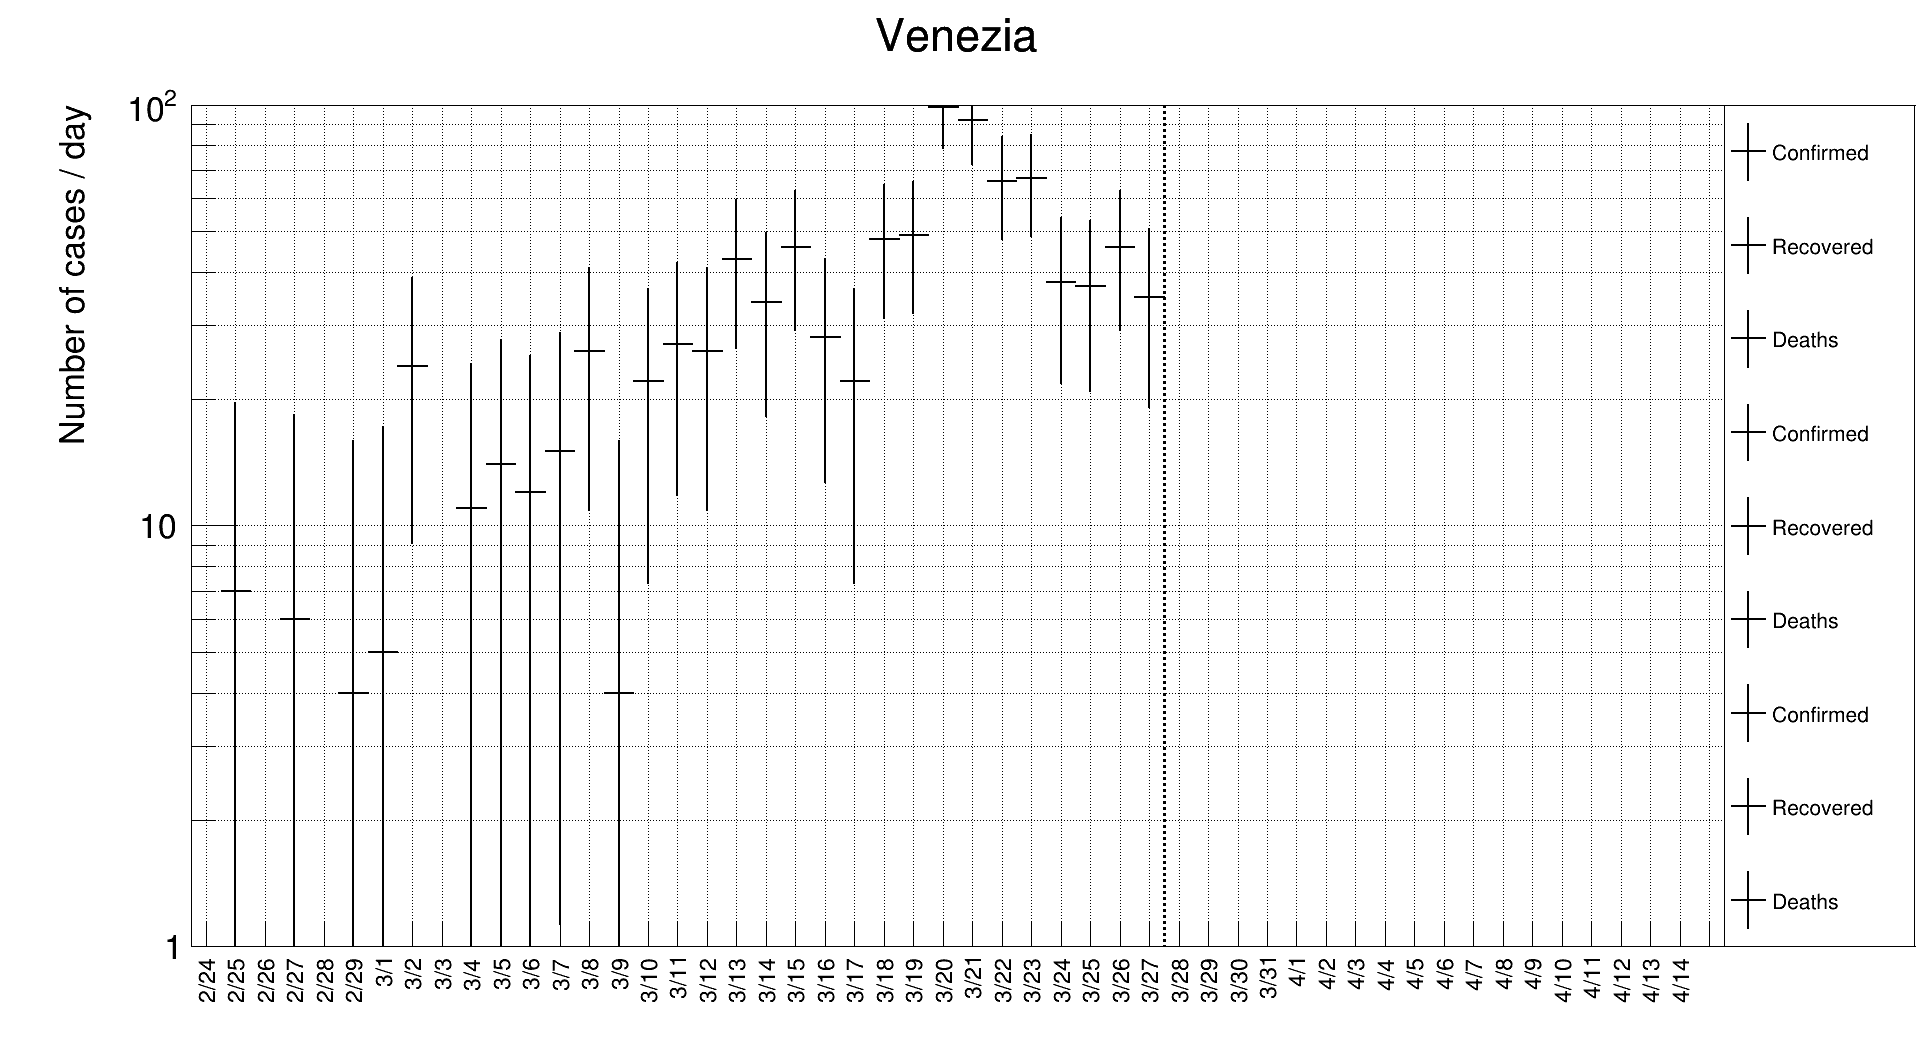 Venezia
Number of cases / day
10²
10
1
Confirmed
Recovered
Deaths
Confirmed
Recovered
Deaths
Confirmed
Recovered
Deaths
2/24 2/25 2/26 2/27 2/28 2/29 3/1 3/2 3/3 3/4 3/5 3/6 3/7 3/8 3/9 3/10 3/11 3/12 3/13 3/14 3/15 3/16 3/17 3/18 3/19 3/20 3/21 3/22 3/23 3/24 3/25 3/26 3/27 3/28 3/29 3/30 3/31 4/1 4/2 4/3 4/4 4/5 4/6 4/7 4/8 4/9 4/10 4/11 4/12 4/13 4/14